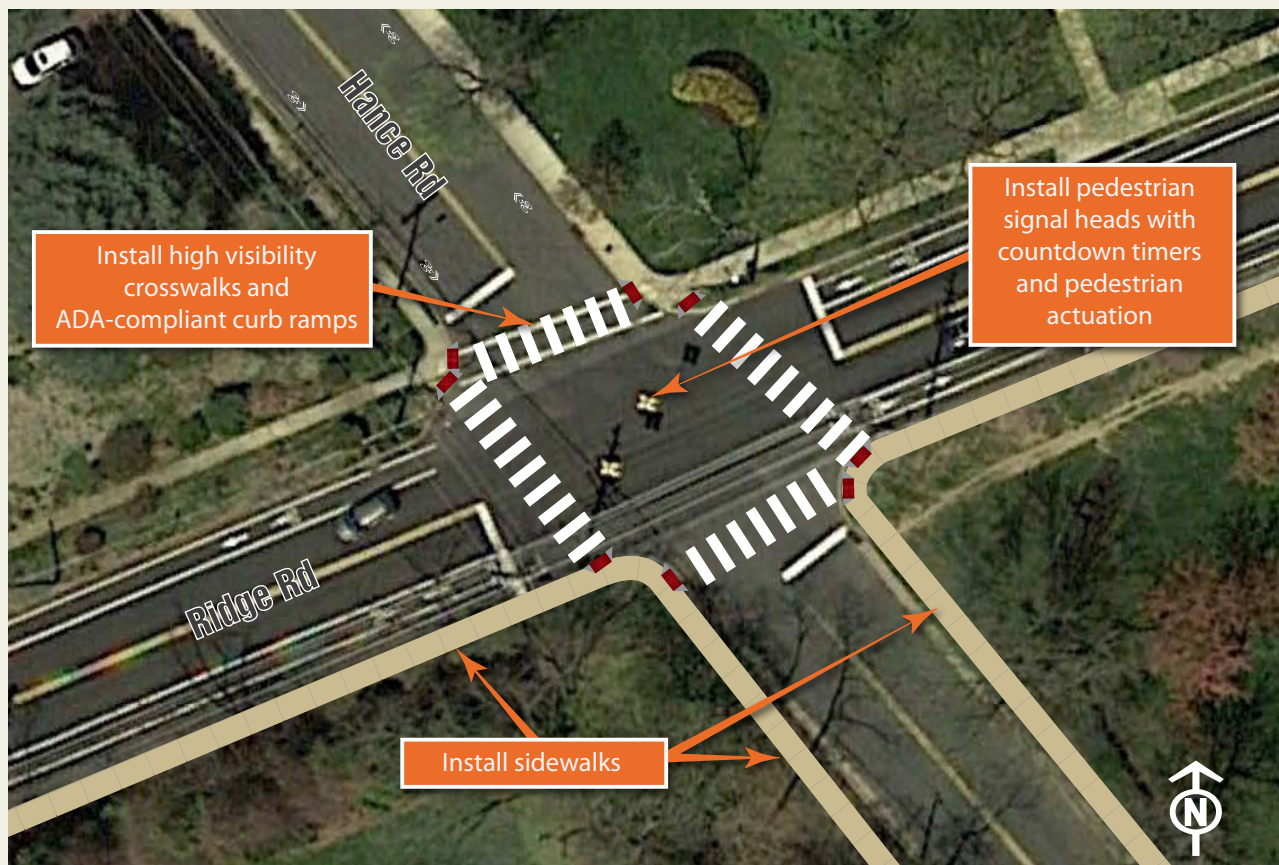 Hance Rd
Install pedestrian
signal heads with
countdown timers
and pedestrian
actuation
Install high visibility
crosswalks and
ADA-compliant curb ramps
Ridge Rd
Install sidewalks
N